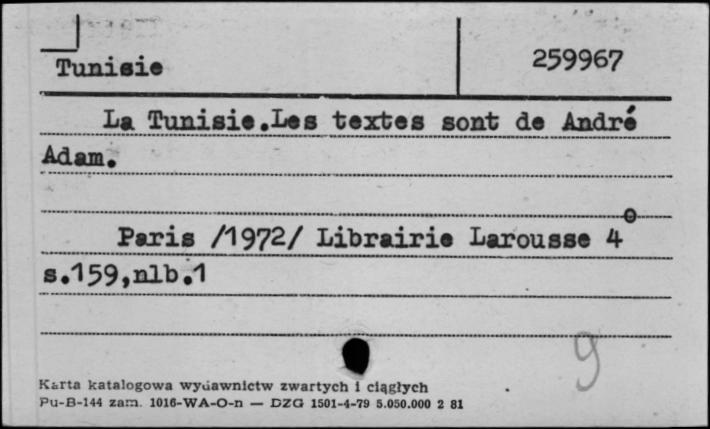 Tunisie
259967
La Tunisie.Les textes sont de André
Adam.
Paris /1972/ Librairie Larousse 4°
s.159,nlb.1
9
Karta katalogowa wydawnictw zwartych i ciągłych
Pu-B-144 zam. 1016-WA-O-n — DZG 1501-4-79 5.050.000 2 81